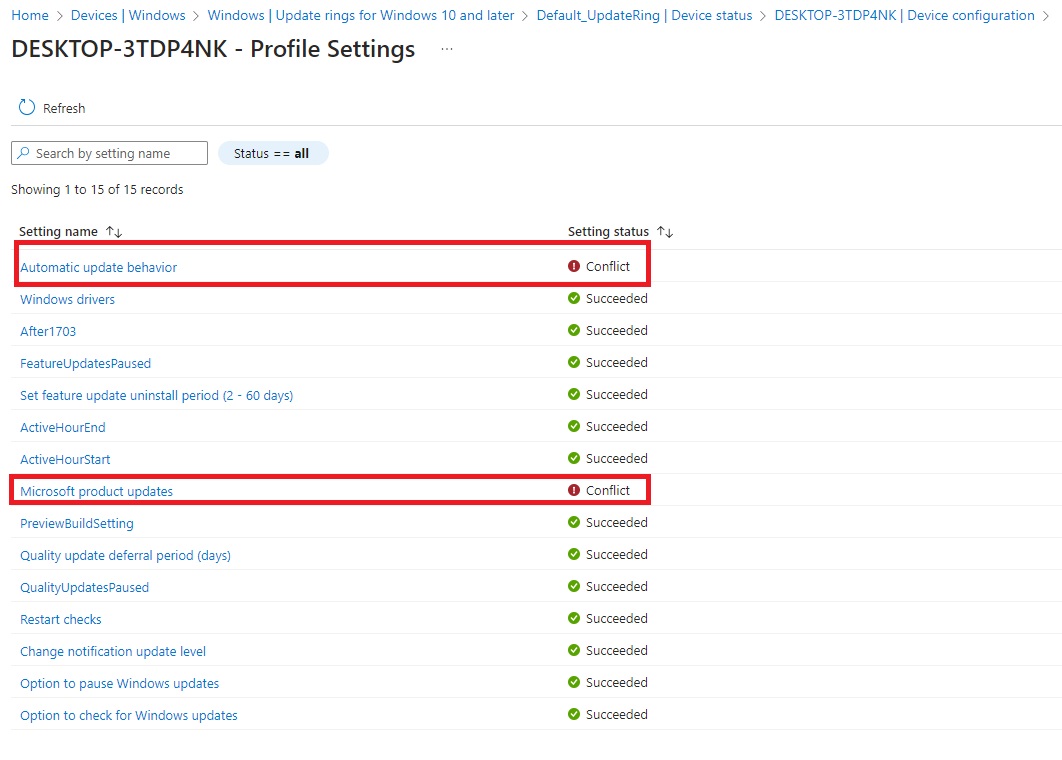 Home > Devices | Windows > Windows | Update rings for Windows 10 and later > Default_UpdateRing | Device status > DESKTOP-3TDP4NK | Device configuration >
DESKTOP-3TDP4NK - Profile Settings ...
Refresh
Search by setting name Status == all
Showing 1 to 15 of 15 records
Setting name ↑↓ Setting status ↑↓
Automatic update behavior Conflict
Windows drivers Succeeded
After1703 Succeeded
FeatureUpdatesPaused Succeeded
Set feature update uninstall period (2 - 60 days) Succeeded
ActiveHourEnd Succeeded
ActiveHourStart Succeeded
Microsoft product updates Conflict
PreviewBuildSetting Succeeded
Quality update deferral period (days) Succeeded
QualityUpdatesPaused Succeeded
Restart checks Succeeded
Change notification update level Succeeded
Option to pause Windows updates Succeeded
Option to check for Windows updates Succeeded